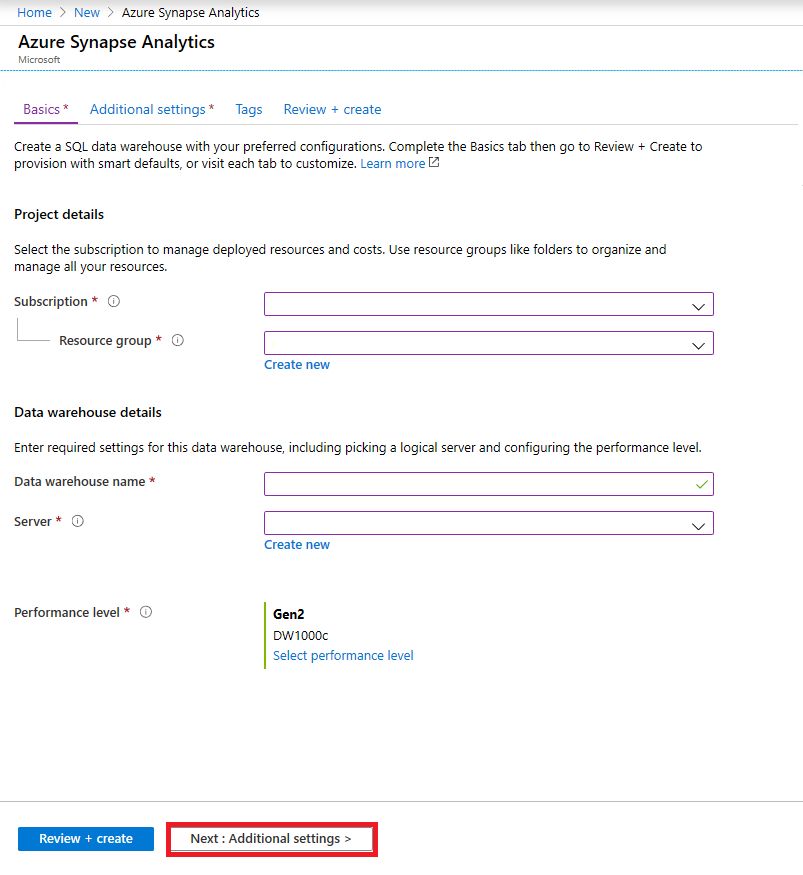 Home > New > Azure Synapse Analytics
Azure Synapse Analytics
Microsoft
Basics * Additional settings * Tags Review + create
Create a SQL data warehouse with your preferred configurations. Complete the Basics tab then go to Review + Create to
provision with smart defaults, or visit each tab to customize. Learn more
Project details
Select the subscription to manage deployed resources and costs. Use resource groups like folders to organize and
manage all your resources.
Subscription *
Resource group *
Create new
Data warehouse details
Enter required settings for this data warehouse, including picking a logical server and configuring the performance level.
Data warehouse name *
Server *
Create new
Performance level *
Gen2
DW1000c
Select performance level
Review + create
Next : Additional settings >